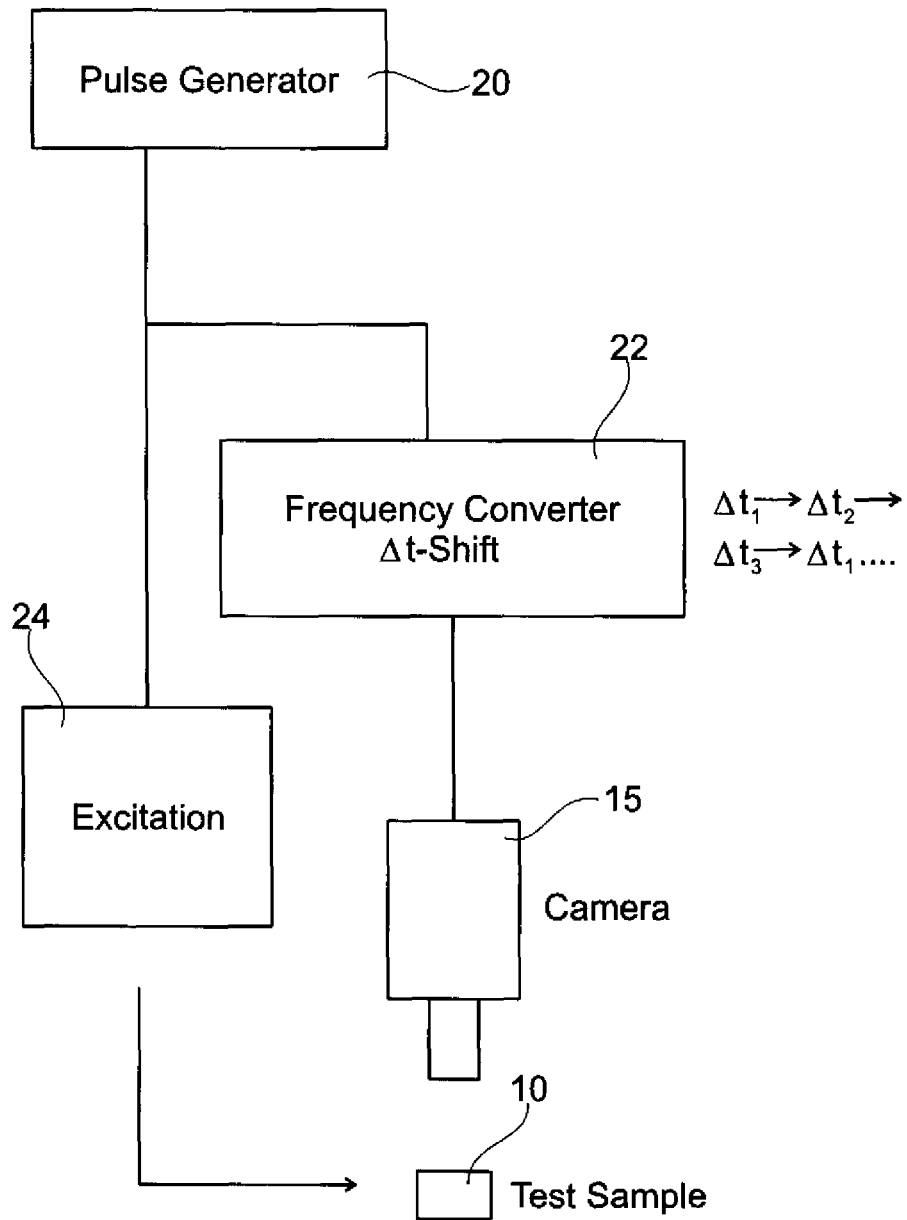 Pulse Generator
20
22
Frequency Converter
Δt-Shift
Δt₁→ Δt₂→
Δt₃→ Δt₁....
24
Excitation
15
Camera
10
Test Sample